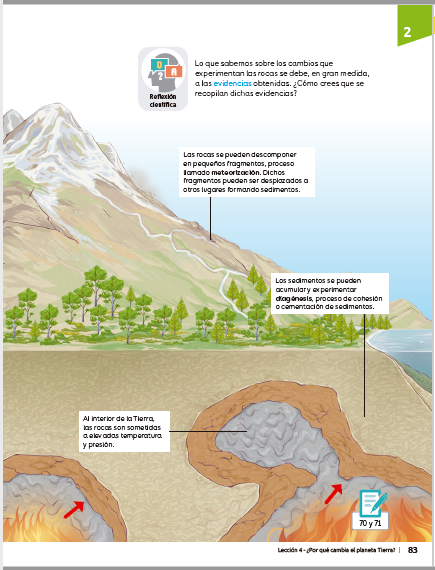 2
Lo que sabemos sobre los cambios que
experimentan las rocas se debe, en gran medida,
a las evidencias obtenidas. ¿Cómo crees que se
recopilan dichas evidencias?
Reflexión
científica
Las rocas se pueden descomponer
en pequeños fragmentos, proceso
llamado meteorización. Dichos
fragmentos pueden ser desplazados a
otros lugares formando sedimentos.
Los sedimentos se pueden
acumular y experimentar
diagénesis, proceso de cohesión
o cementación de sedimentos.
Al interior de la Tierra,
las rocas son sometidas
a elevadas temperatura
y presión.
70 y 71
Lección 4 - ¿Por qué cambia el planeta Tierra? | 83